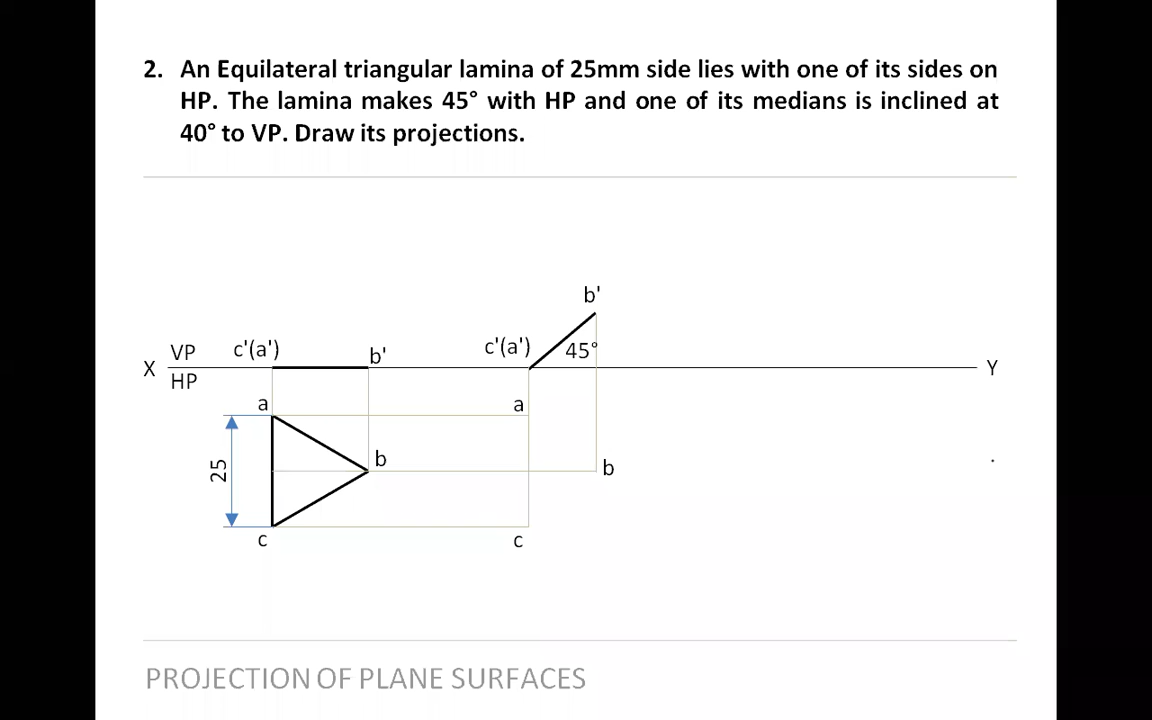 2. An Equilateral triangular lamina of 25mm side lies with one of its sides on
HP. The lamina makes 45° with HP and one of its medians is inclined at
40° to VP. Draw its projections.
b'
X VP c'(a') b' c'(a') 45° Y
HP
a a
25 b b
c c
PROJECTION OF PLANE SURFACES